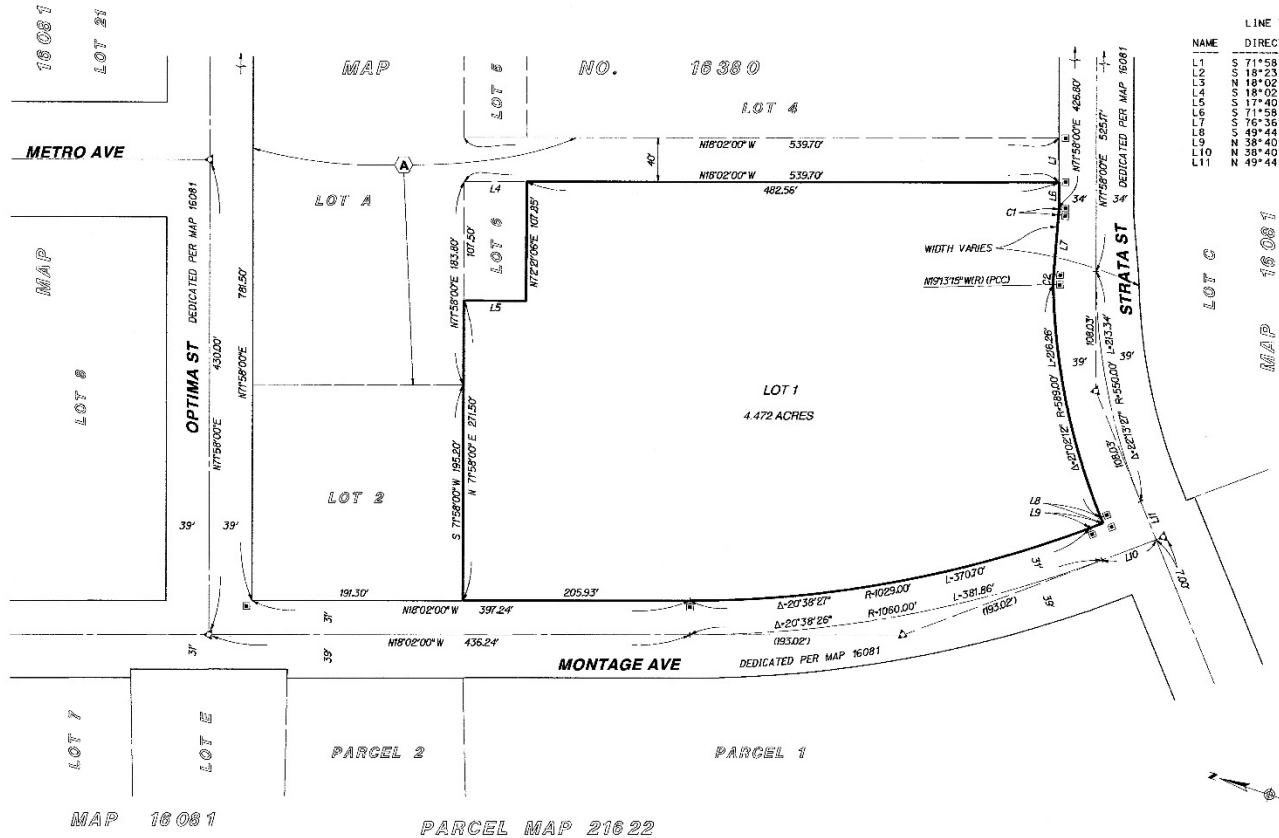 16081
LOT 21
MAP NO. 16380
LOT 5
LOT 4
LINE
NAME DIREC
L1 S 71°58
L2 S 18°23
L3 N 18°02
L4 S 18°02
L5 S 17°40
L6 S 71°58
L7 S 76°36
L8 S 49°44
L9 N 38°40
L10 N 38°40
L11 N 49°44
METRO AVE
A
N18°02'00"W 539.70'
40'
N18°02'00"W 539.70'
482.56'
L1
L4
L6
N71°58'00"E 426.80'
N71°58'00"E 525.17'
DEDICATED PER MAP 16081
34' 34'
LOT A
LOT 6
107.50'
N71°58'00"E 183.80'
N72°21'06"E 107.85'
L5
C1
WIDTH VARIES
L7
C2
N19°13'15"W(R)(PCC)
STRATA ST
LOT C
MAP 16081
MAP
LOT 8
OPTIMA ST DEDICATED PER MAP 16081
N71°58'00"E 430.00'
N71°58'00"E 781.50'
39' 39'
LOT 1
4.472 ACRES
Δ=21°02'12" R=589.00' L=216.26'
108.03'
108.03'
Δ=22°13'27" R=550.00' L=213.34'
39' 39'
LOT 2
S 71°58'00"W 195.20'
N 71°58'00"E 271.50'
L8
L9
L11
L10
7.00'
191.30'
205.93'
N18°02'00"W 397.24'
Δ=20°38'27" R=1029.00' L=370.70'
Δ=20°38'26" R=1060.00' L=381.86'
(193.02')
(193.02')
31'
39'
31'
31'
39'
39'
N18°02'00"W 436.24'
MONTAGE AVE DEDICATED PER MAP 16081
LOT 7
LOT E
PARCEL 2
PARCEL 1
N
MAP 16081
PARCEL MAP 21622